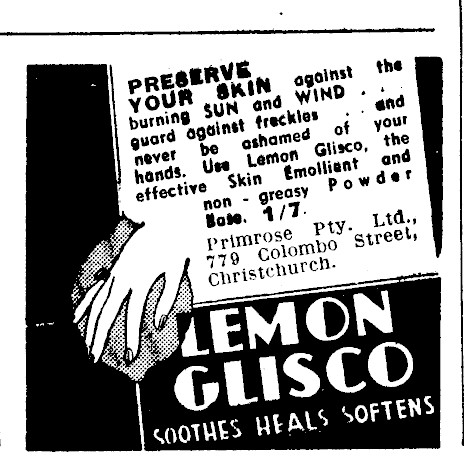 PRESERVE
YOUR SKIN against the
burning SUN and WIND . . .
guard against freckles . . and
never be ashamed of your
hands. Use Lemon Glisco, the
effective Skin Emollient and
non - greasy Powder
Base. 1/7.
Primrose Pty. Ltd.,
779 Colombo Street,
Christchurch.
LEMON
GLISCO
SOOTHES HEALS SOFTENS